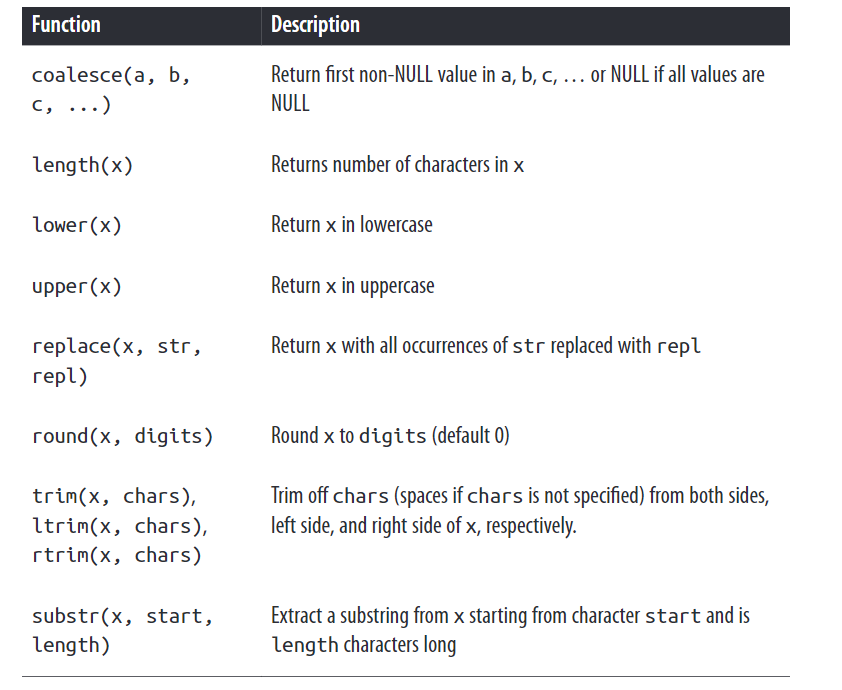 Function Description
coalesce(a, b, Return first non-NULL value in a, b, c, … or NULL if all values are
c, ...) NULL
length(x) Returns number of characters in x
lower(x) Return x in lowercase
upper(x) Return x in uppercase
replace(x, str, Return x with all occurrences of str replaced with repl
repl)
round(x, digits) Round x to digits (default 0)
trim(x, chars), Trim off chars (spaces if chars is not specified) from both sides,
ltrim(x, chars), left side, and right side of x, respectively.
rtrim(x, chars)
substr(x, start, Extract a substring from x starting from character start and is
length) length characters long